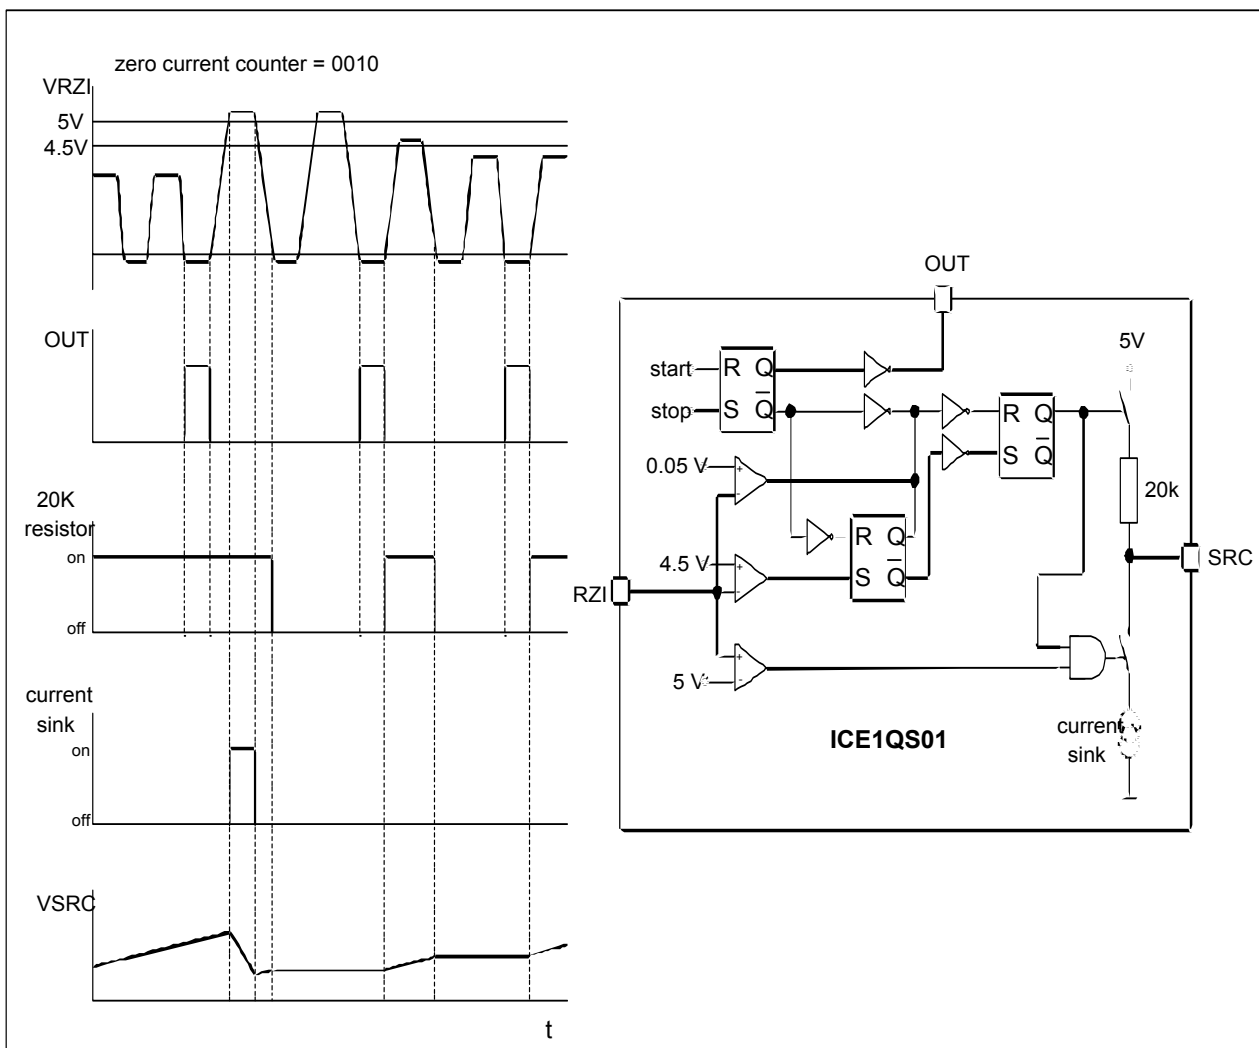 zero current counter = 0010
VRZI
5V
4.5V
OUT
20K
resistor
on
off
current
sink
on
off
VSRC
t
OUT
5V
start
R Q
stop
S Q
R Q
S Q
0.05 V
+
-
20k
R Q
4.5 V
+
-
S Q
SRC
RZI
+
5 V
-
ICE1QS01
current
sink